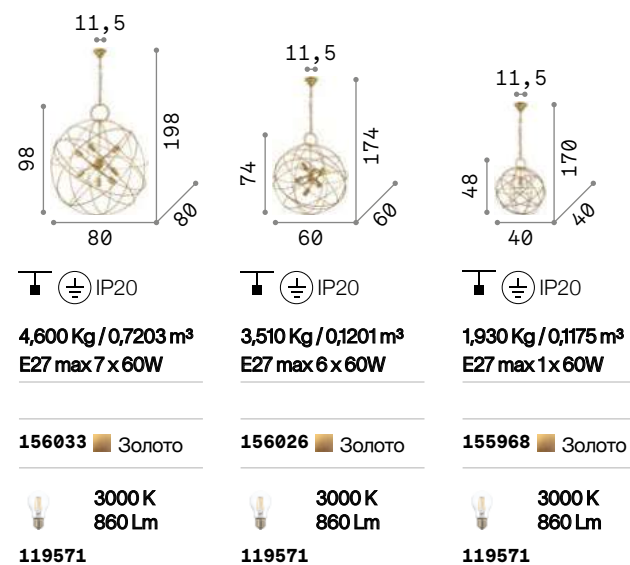 11,5
98
198
80
80
IP20
4,600 Kg / 0,7203 m³
E27 max 7 x 60W
156033 Золото
3000 K
860 Lm
119571
11,5
74
174
60
60
IP20
3,510 Kg / 0,1201 m³
E27 max 6 x 60W
156026 Золото
3000 K
860 Lm
119571
11,5
48
170
40
40
IP20
1,930 Kg / 0,1175 m³
E27 max 1 x 60W
155968 Золото
3000 K
860 Lm
119571